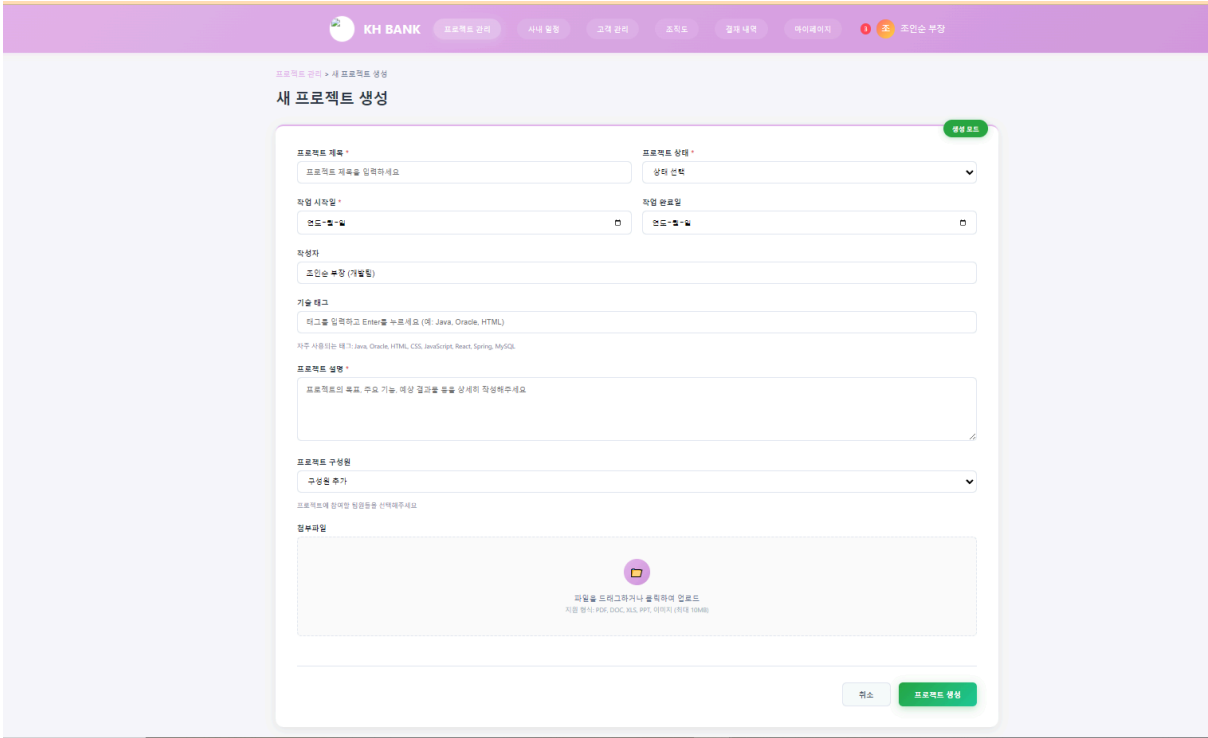 KH BANK 프로젝트 관리 사내 일정 고객 관리 조직도 결재 내역 마이페이지 3 조 조인순 부장
프로젝트 관리 > 새 프로젝트 생성
새 프로젝트 생성
생성 모드
프로젝트 제목 *
프로젝트 제목을 입력하세요
프로젝트 상태 *
상태 선택
작업 시작일 *
연도-월-일
작업 완료일
연도-월-일
작성자
조인순 부장 (개발팀)
기술 태그
태그를 입력하고 Enter를 누르세요 (예: Java, Oracle, HTML)
자주 사용되는 태그: Java, Oracle, HTML, CSS, JavaScript, React, Spring, MySQL
프로젝트 설명 *
프로젝트의 목표, 주요 기능, 예상 결과물 등을 상세히 작성해주세요
프로젝트 구성원
구성원 추가
프로젝트에 참여할 팀원들을 선택해주세요
첨부파일
파일을 드래그하거나 클릭하여 업로드
지원 형식: PDF, DOC, XLS, PPT, 이미지 (최대 10MB)
취소 프로젝트 생성